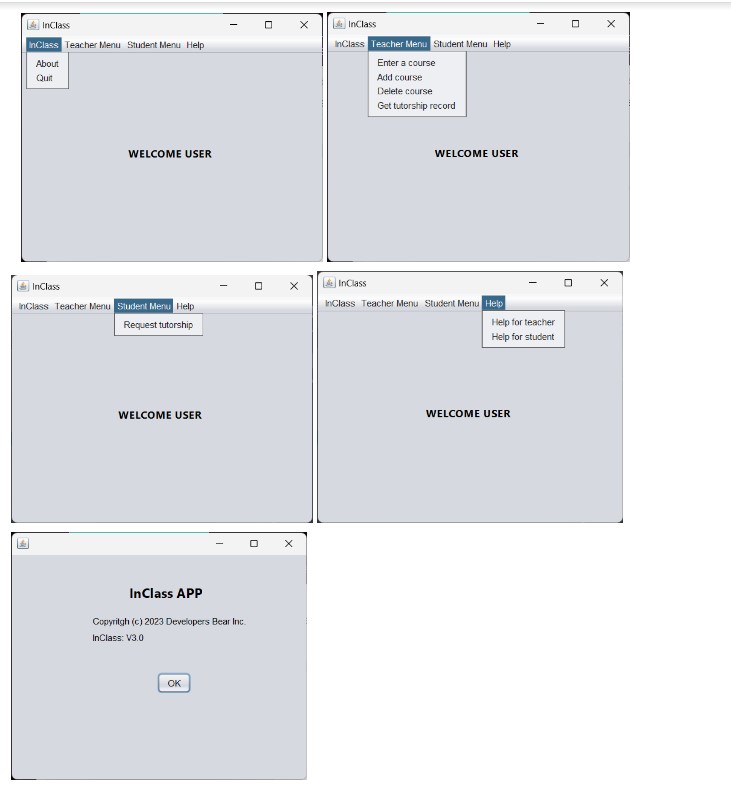 InClass
InClass Teacher Menu Student Menu Help
About
Quit
WELCOME USER
InClass
InClass Teacher Menu Student Menu Help
Enter a course
Add course
Delete course
Get tutorship record
WELCOME USER
InClass
InClass Teacher Menu Student Menu Help
Request tutorship
WELCOME USER
InClass
InClass Teacher Menu Student Menu Help
Help for teacher
Help for student
WELCOME USER
InClass APP
Copyritgh (c) 2023 Developers Bear Inc.
InClass: V3.0
OK